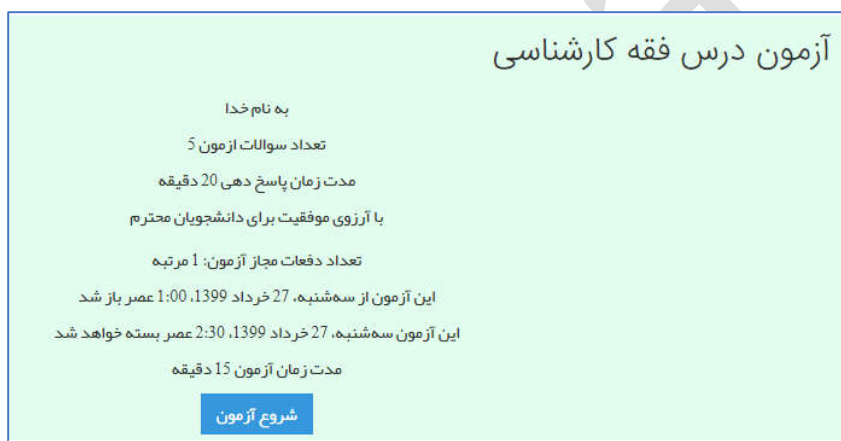 آزمون درس فقه کارشناسی
به نام خدا
تعداد سوالات ازمون 5
مدت زمان پاسخ دهی 20 دقیقه
با آرزوی موفقیت برای دانشجویان محترم
تعداد دفعات مجاز آزمون: 1 مرتبه
این آزمون از سه‌شنبه، 27 خرداد 1399، 1:00 عصر باز شد
این آزمون سه‌شنبه، 27 خرداد 1399، 2:30 عصر بسته خواهد شد
مدت زمان آزمون 15 دقیقه
شروع آزمون